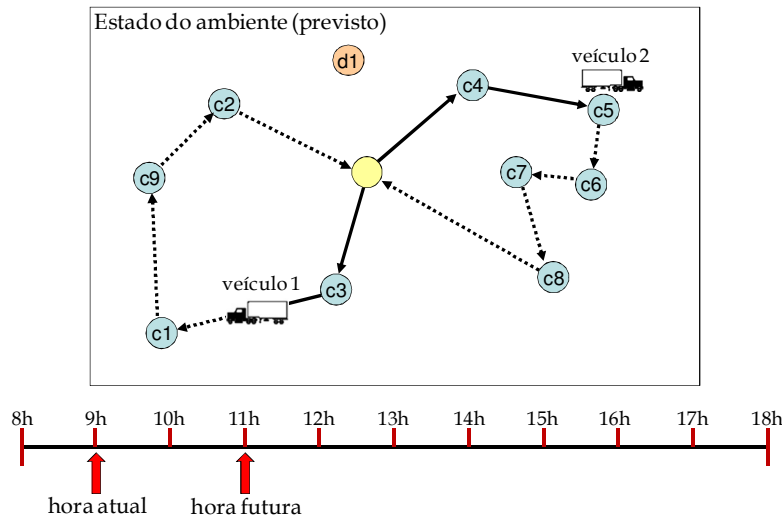 Estado do ambiente (previsto)
d1
veículo 2
c4
c2
c5
c7
c9
c6
c8
veículo 1
c3
c1
8h 9h 10h 11h 12h 13h 14h 15h 16h 17h 18h
hora atual hora futura